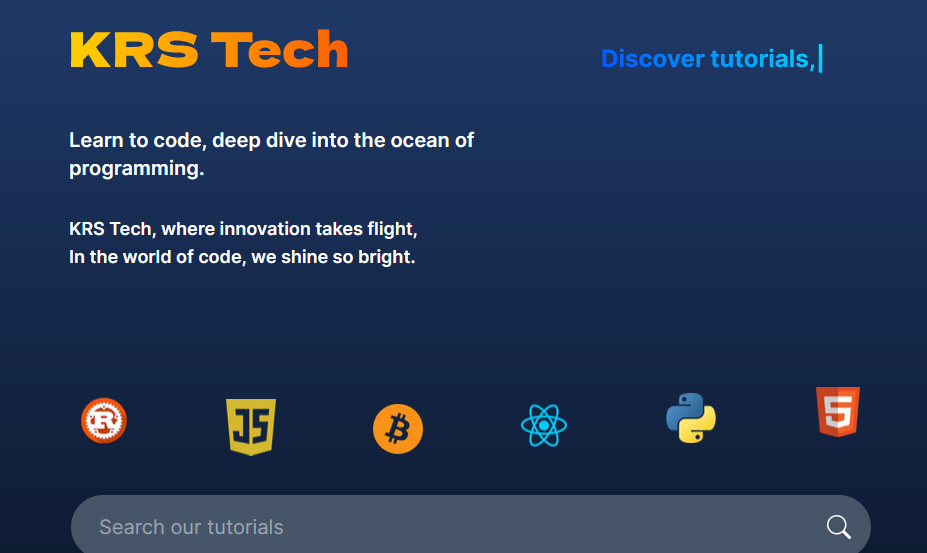 KRS Tech
Discover tutorials,
Learn to code, deep dive into the ocean of
programming.
KRS Tech, where innovation takes flight,
In the world of code, we shine so bright.
R
JS
B
5
Search our tutorials